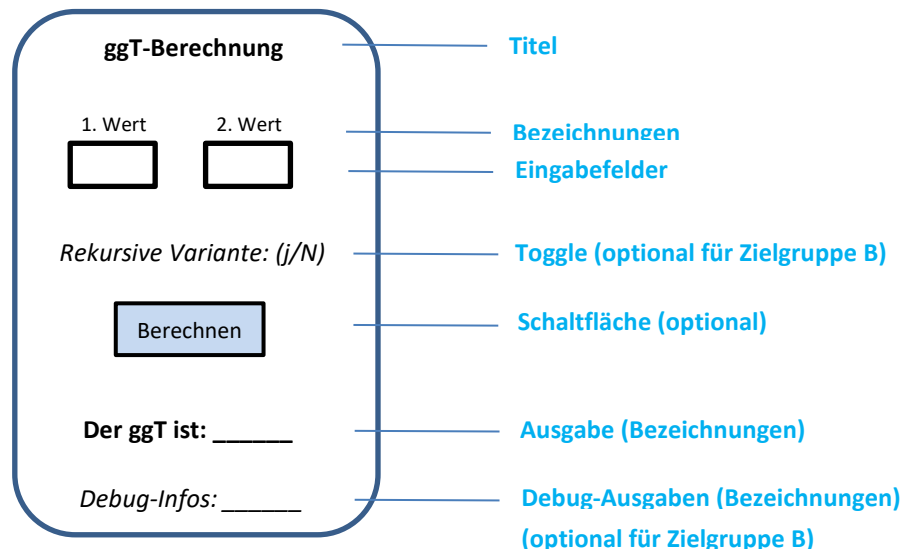 ggT-Berechnung Titel
1. Wert 2. Wert Bezeichnungen
Eingabefelder
Rekursive Variante: (j/N) Toggle (optional für Zielgruppe B)
Berechnen Schaltfläche (optional)
Der ggT ist: ______ Ausgabe (Bezeichnungen)
Debug-Infos: ______ Debug-Ausgaben (Bezeichnungen)
(optional für Zielgruppe B)